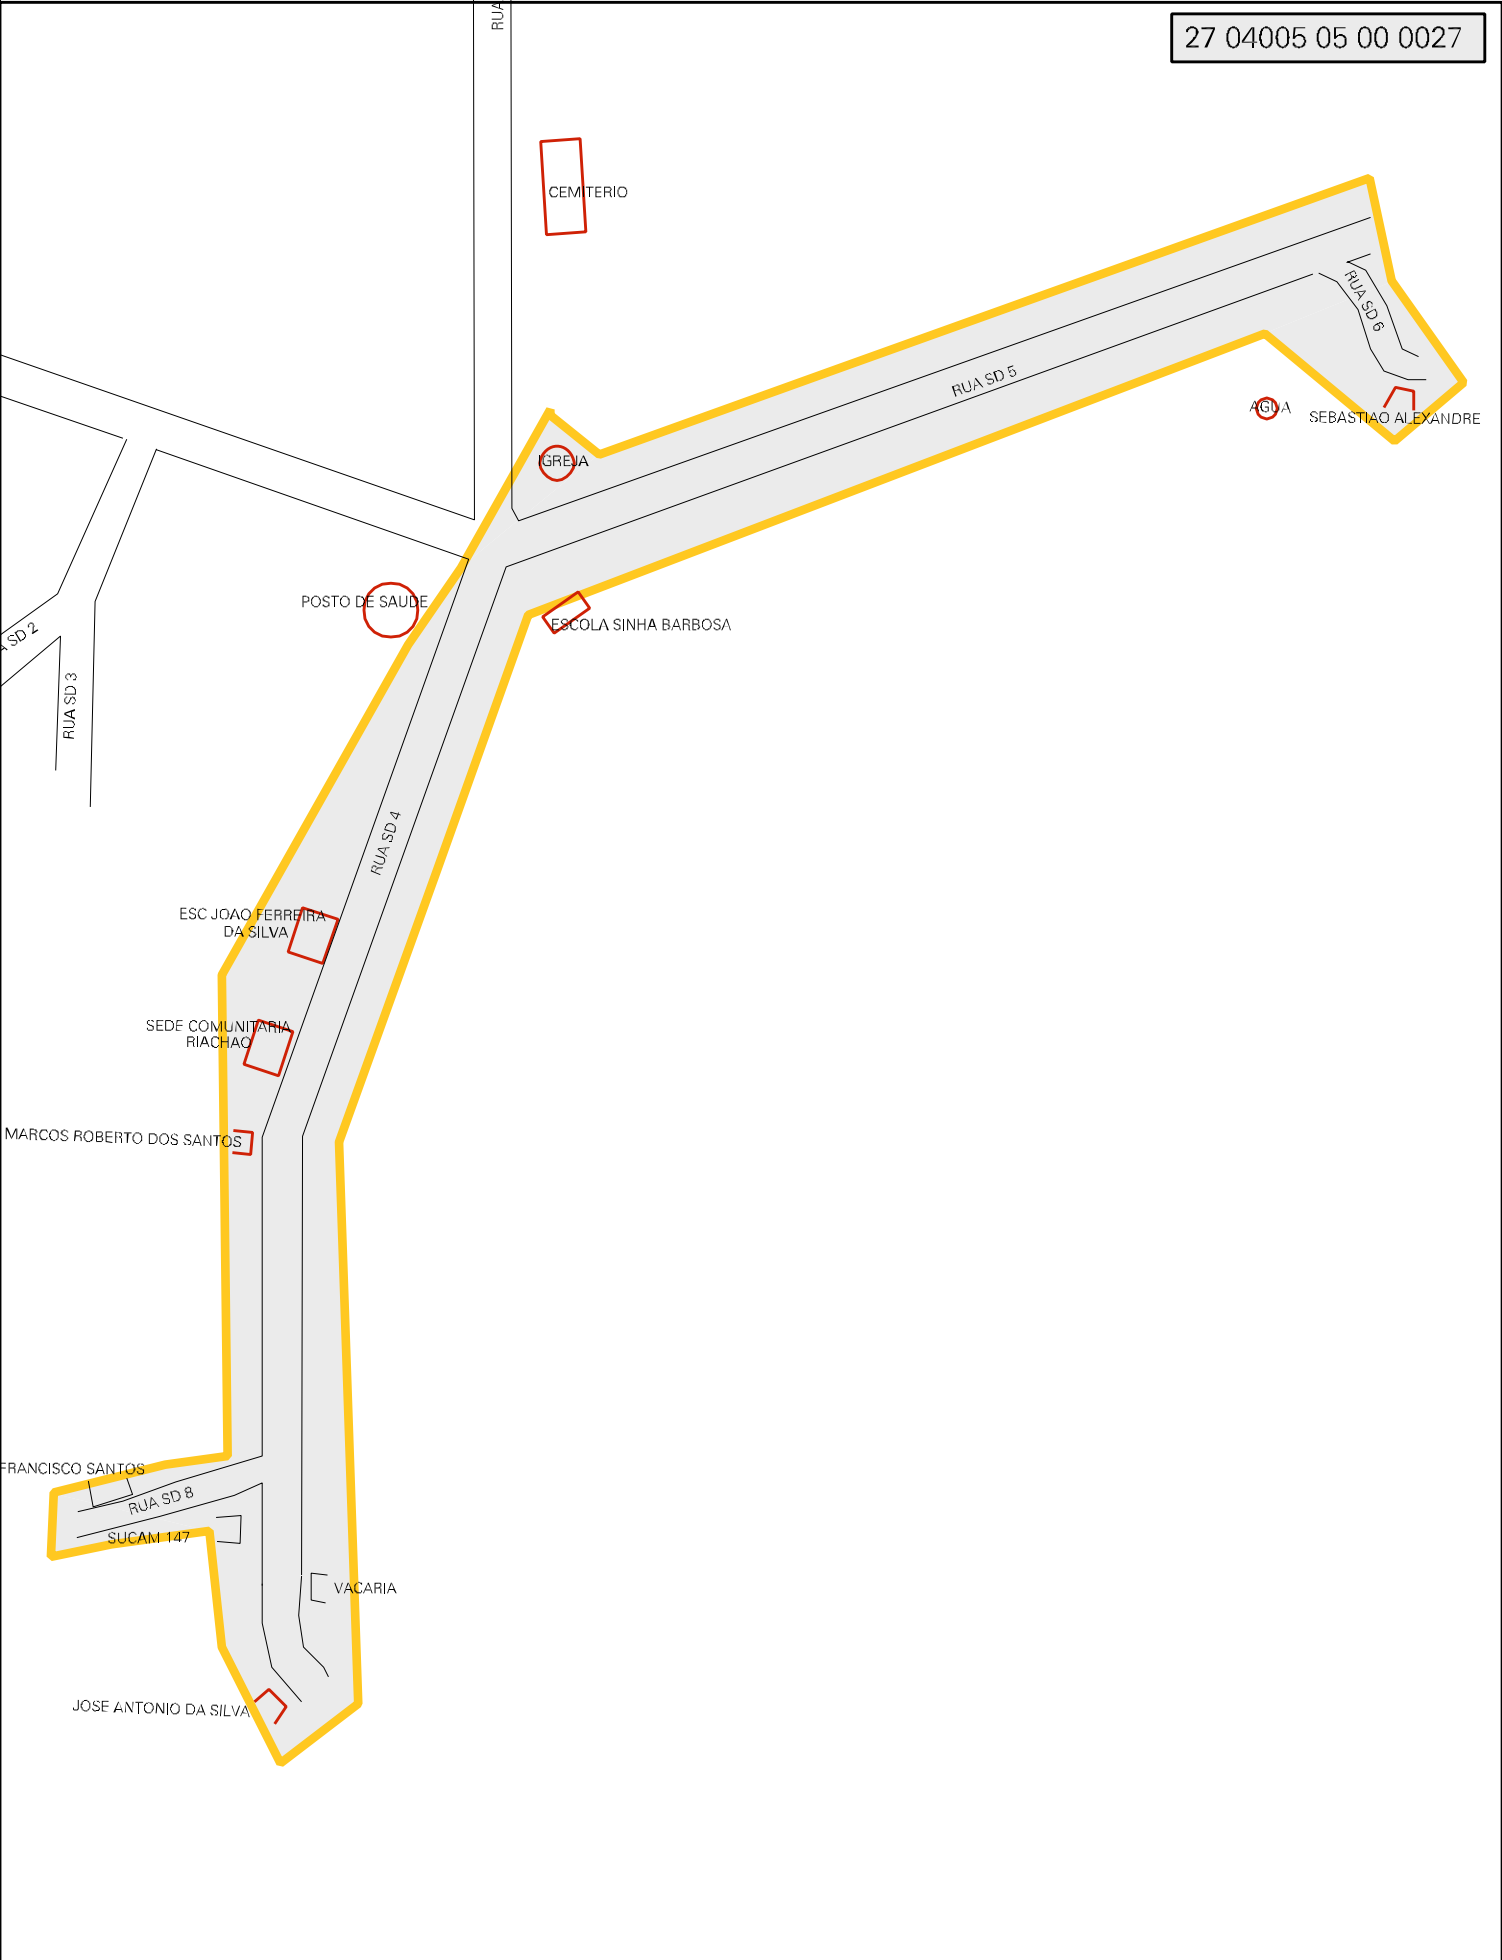 RUA
27 04005 05 00 0027
CEMITERIO
RUA SD 6
RUA SD 5
AGUA
SEBASTIAO ALEXANDRE
IGREJA
POSTO DE SAUDE
ESCOLA SINHA BARBOSA
SD 2
RUA SD 3
RUA SD 4
ESC JOAO FERREIRA
DA SILVA
SEDE COMUNITARIA
RIACHAO
MARCOS ROBERTO DOS SANTOS
FRANCISCO SANTOS
RUA SD 8
SUCAM 147
VACARIA
JOSE ANTONIO DA SILVA